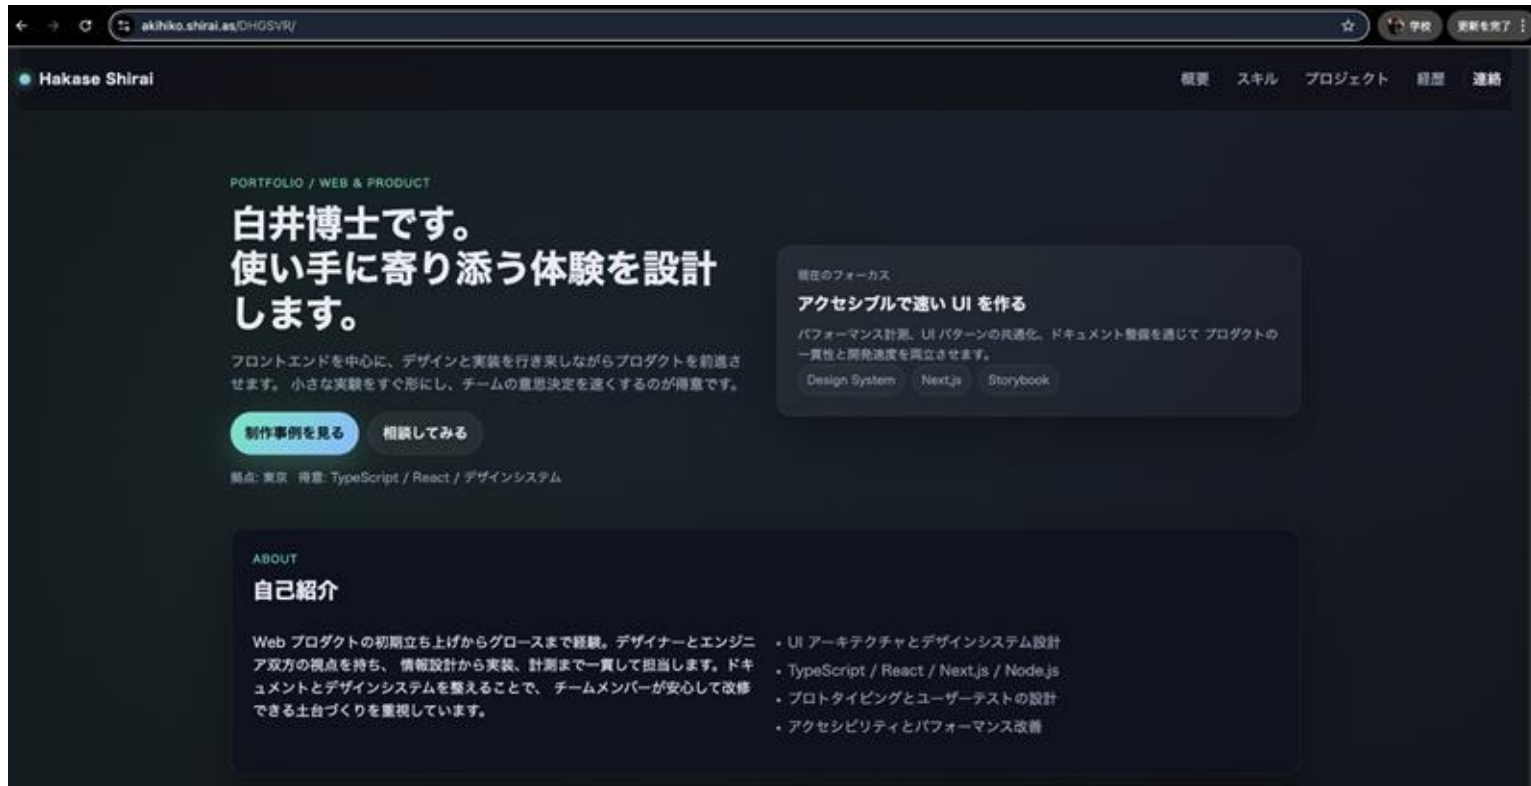 akihiko.shirai.as/DHGSVR/
学校
更新を完了
Hakase Shirai
概要 スキル プロジェクト 経歴 連絡
PORTFOLIO / WEB & PRODUCT
白井博士です。
使い手に寄り添う体験を設計
します。
フロントエンドを中心に、デザインと実装を行き来しながらプロダクトを前進さ
せます。 小さな実験をすぐ形にし、チームの意思決定を速くするのが得意です。
制作事例を見る 相談してみる
拠点: 東京 得意: TypeScript / React / デザインシステム
現在のフォーカス
アクセシブルで速い UI を作る
パフォーマンス計測、UI パターンの共通化、ドキュメント整備を通じて プロダクトの
一貫性と開発速度を両立させます。
Design System Next.js Storybook
ABOUT
自己紹介
Web プロダクトの初期立ち上げからグロースまで経験。デザイナーとエンジニ
ア双方の視点を持ち、 情報設計から実装、計測まで一貫して担当します。ドキ
ュメントとデザインシステムを整えることで、 チームメンバーが安心して改修
できる土台づくりを重視しています。
• UI アーキテクチャとデザインシステム設計
• TypeScript / React / Next.js / Node.js
• プロトタイピングとユーザーテストの設計
• アクセシビリティとパフォーマンス改善